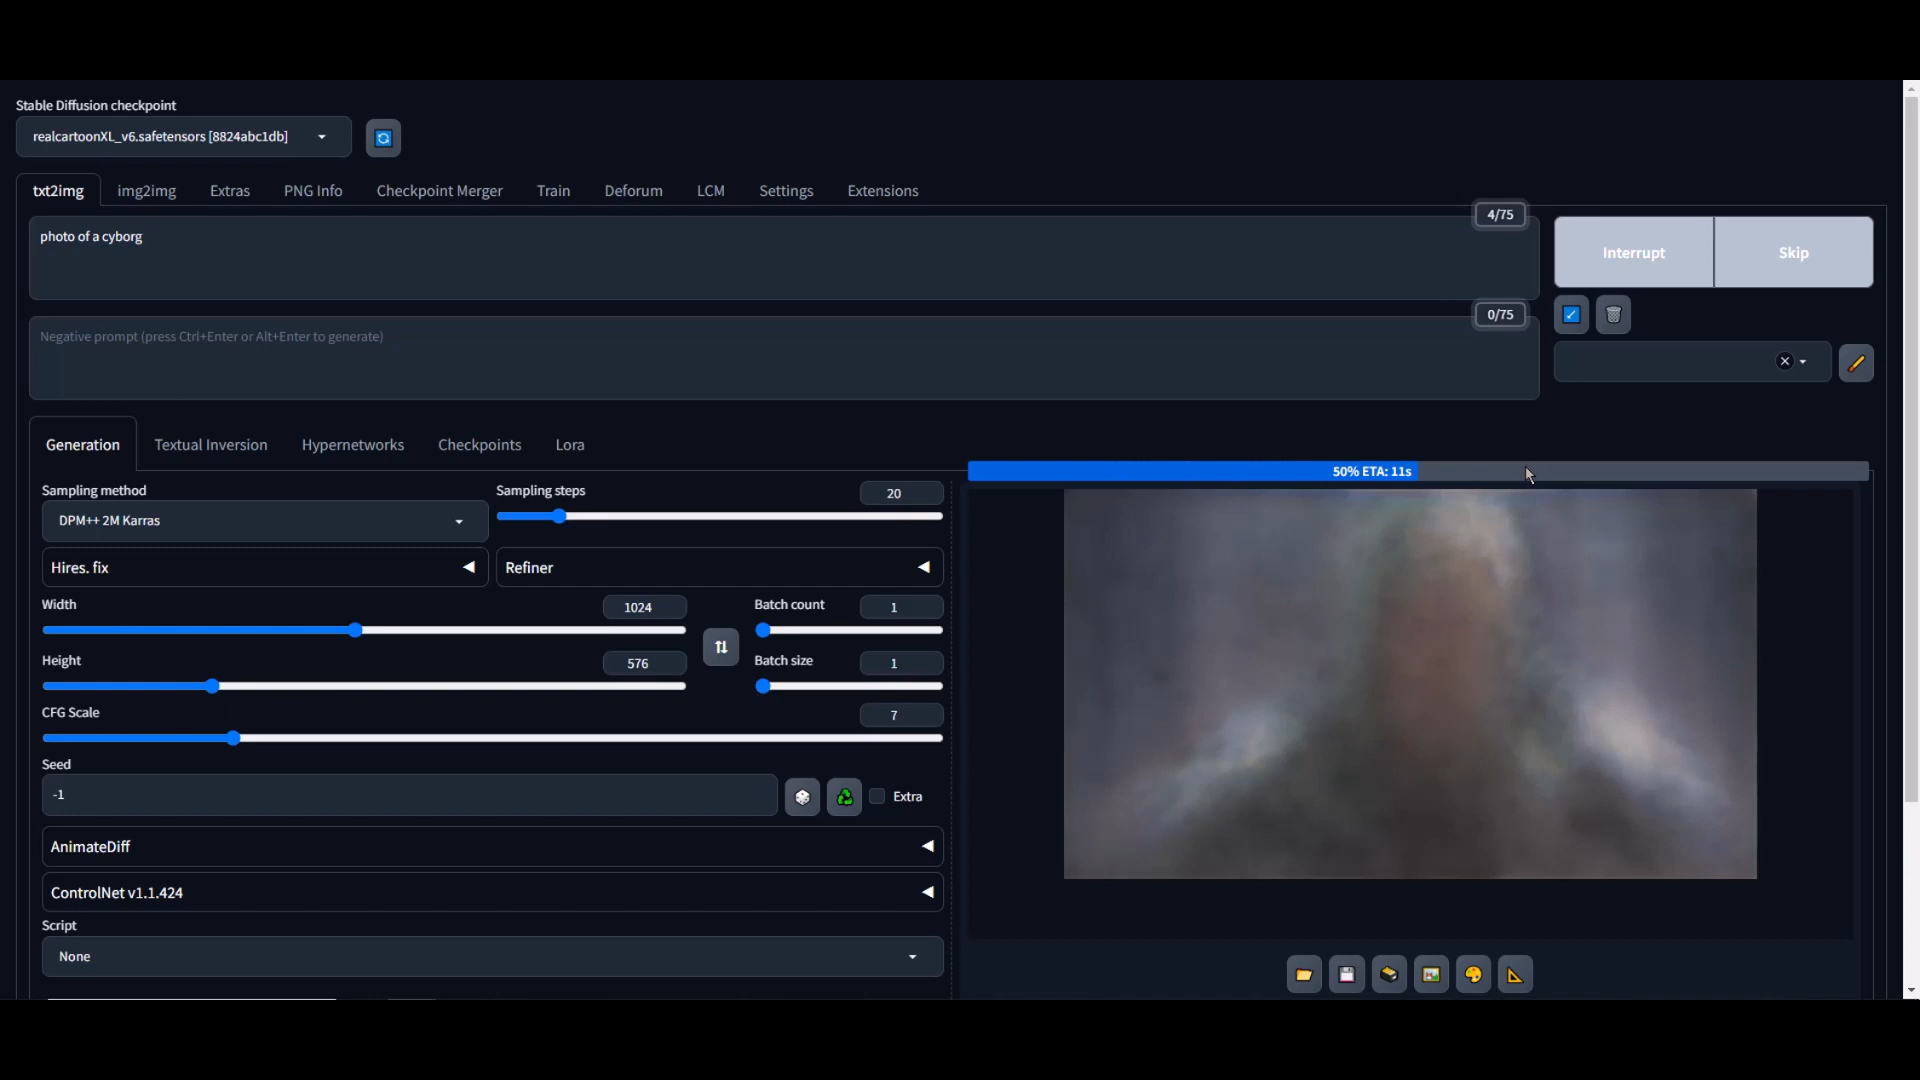 Stable Diffusion checkpoint
realcartoonXL_v6.safetensors [8824abc1db]
txt2img img2img Extras PNG Info Checkpoint Merger Train Deforum LCM Settings Extensions
4/75
photo of a cyborg
Interrupt Skip
0/75
Negative prompt (press Ctrl+Enter or Alt+Enter to generate)
Generation Textual Inversion Hypernetworks Checkpoints Lora
50% ETA: 11s
Sampling method
DPM++ 2M Karras
Sampling steps
20
Hires. fix
Refiner
Width
1024
Batch count
1
Height
576
Batch size
1
CFG Scale
7
Seed
-1
Extra
AnimateDiff
ControlNet v1.1.424
Script
None